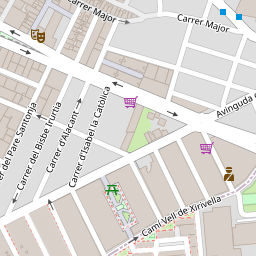 Carrer Major
Carrer Major
Avinguda
Carrer del Pare Santonja
Carrer del Bisbe Irurtia
Carrer d'Alacant
Carrer d'Isabel la Catòlica
Camí Vell de Xirivella